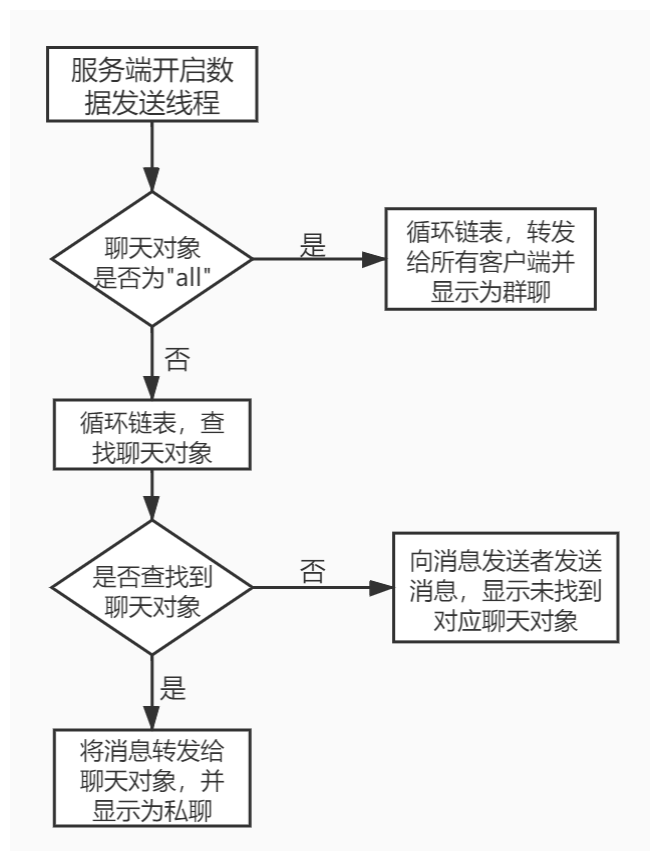 服务端开启数
据发送线程
聊天对象
是否为"all"
是
循环链表，转发
给所有客户端并
显示为群聊
否
循环链表，查
找聊天对象
是否查找到
聊天对象
否
向消息发送者发送
消息，显示未找到
对应聊天对象
是
将消息转发给
聊天对象，并
显示为私聊